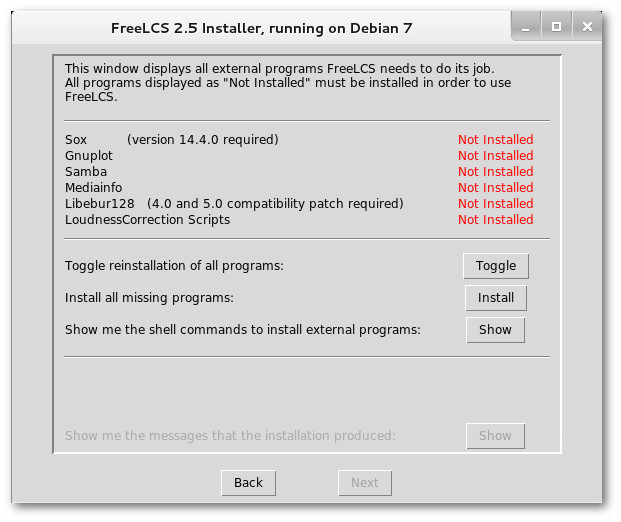 FreeLCS 2.5 Installer, running on Debian 7
This window displays all external programs FreeLCS needs to do its job.
All programs displayed as "Not Installed" must be installed in order to use
FreeLCS.
Sox (version 14.4.0 required) Not Installed
Gnuplot Not Installed
Samba Not Installed
Mediainfo Not Installed
Libebur128 (4.0 and 5.0 compatibility patch required) Not Installed
LoudnessCorrection Scripts Not Installed
Toggle reinstallation of all programs: Toggle
Install all missing programs: Install
Show me the shell commands to install external programs: Show
Show me the messages that the installation produced: Show
Back Next